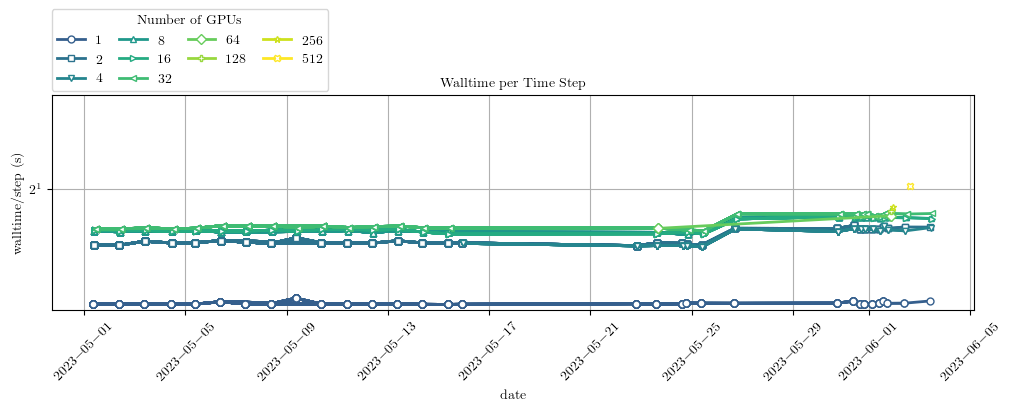 Number of GPUs
1 8 64 256
2 16 128 512
4 32
Walltime per Time Step
walltime/step (s)
2^1
2023−05−01 2023−05−05 2023−05−09 2023−05−13 2023−05−17 2023−05−21 2023−05−25 2023−05−29 2023−06−01 2023−06−05
date